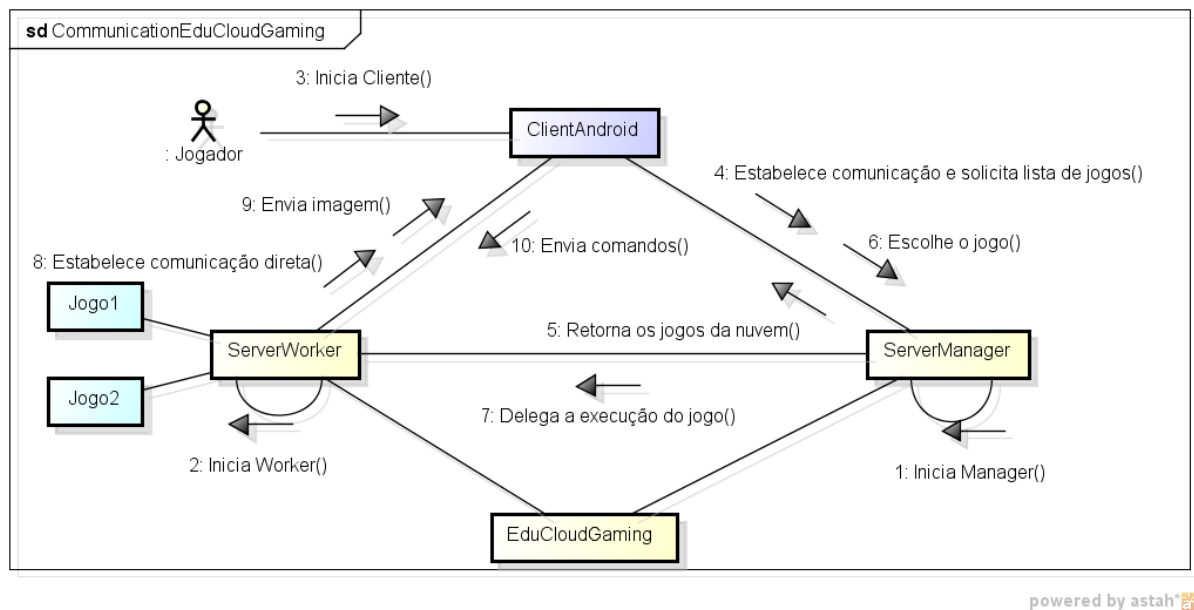 sd CommunicationEduCloudGaming
3: Inicia Cliente()
ClientAndroid
: Jogador
4: Estabelece comunicação e solicita lista de jogos()
9: Envia imagem()
6: Escolhe o jogo()
10: Envia comandos()
8: Estabelece comunicação direta()
Jogo1
5: Retorna os jogos da nuvem()
ServerWorker
ServerManager
Jogo2
7: Delega a execução do jogo()
2: Inicia Worker()
1: Inicia Manager()
EduCloudGaming
powered by astah*